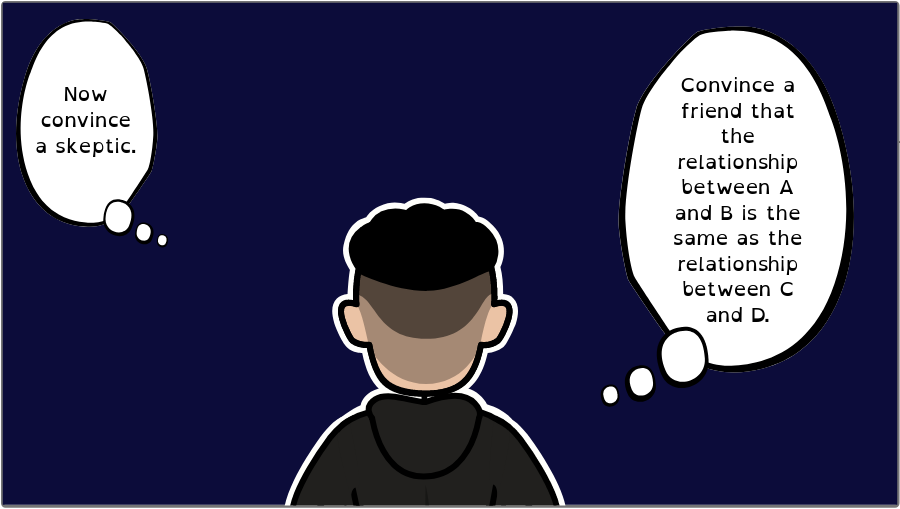 Now
convince
a skeptic.
Convince a
friend that
the
relationship
between A
and B is the
same as the
relationship
between C
and D.